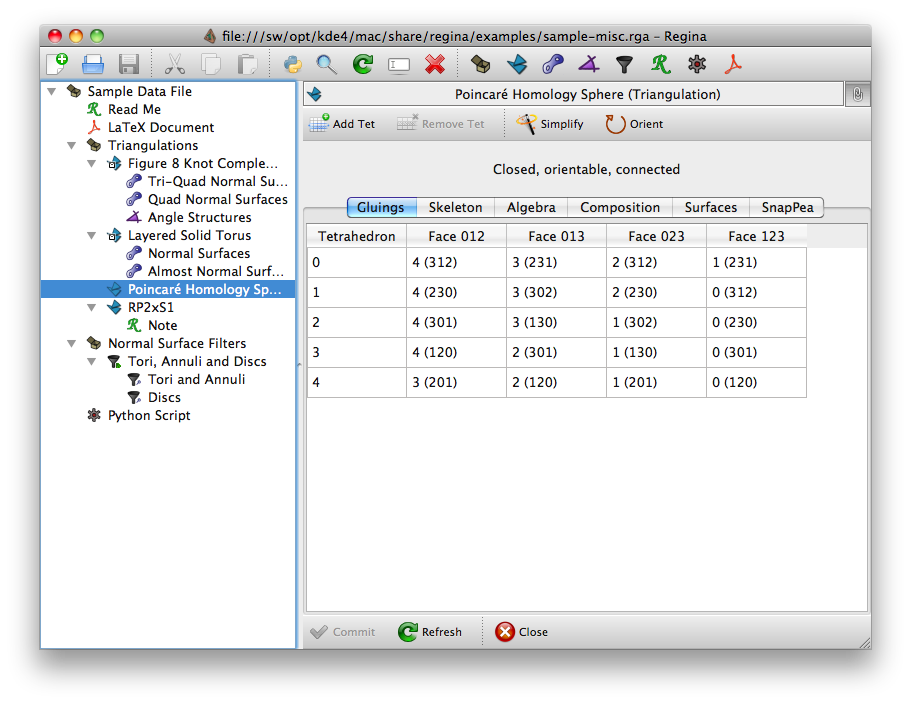 file:///sw/opt/kde4/mac/share/regina/examples/sample-misc.rga – Regina
Sample Data File
Read Me
LaTeX Document
Triangulations
Figure 8 Knot Comple...
Tri-Quad Normal Su...
Quad Normal Surfaces
Angle Structures
Layered Solid Torus
Normal Surfaces
Almost Normal Surf...
Poincaré Homology Sp...
RP2xS1
Note
Normal Surface Filters
Tori, Annuli and Discs
Tori and Annuli
Discs
Python Script
Poincaré Homology Sphere (Triangulation)
Add Tet Remove Tet Simplify Orient
Closed, orientable, connected
Gluings Skeleton Algebra Composition Surfaces SnapPea
Tetrahedron Face 012 Face 013 Face 023 Face 123
0 4 (312) 3 (231) 2 (312) 1 (231)
1 4 (230) 3 (302) 2 (230) 0 (312)
2 4 (301) 3 (130) 1 (302) 0 (230)
3 4 (120) 2 (301) 1 (130) 0 (301)
4 3 (201) 2 (120) 1 (201) 0 (120)
Commit Refresh Close